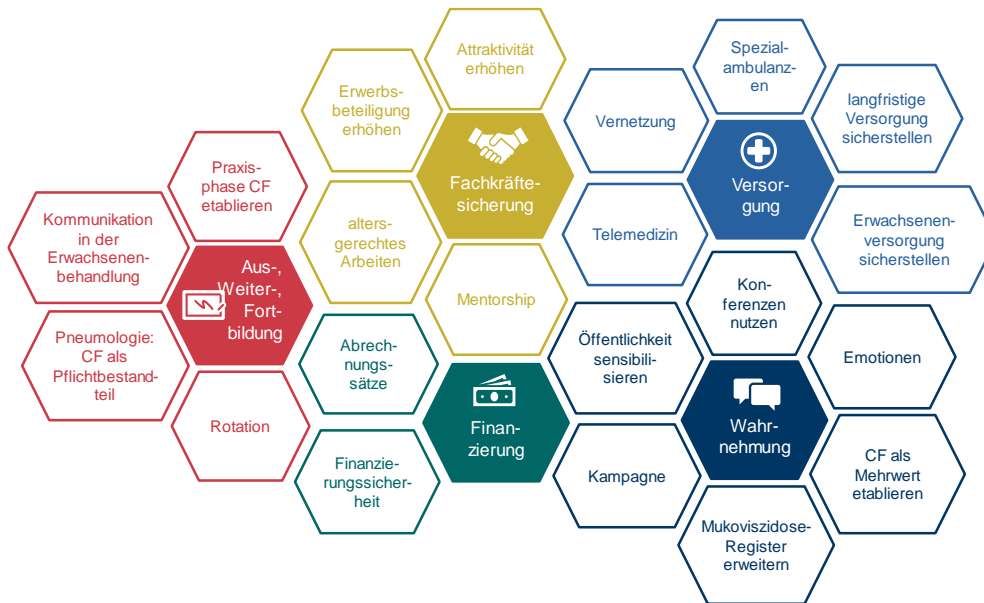 Attraktivität
erhöhen
Erwerbs-
beteiligung
erhöhen
Fachkräfte-
sicherung
alters-
gerechtes
Arbeiten
Mentorship
Spezial-
ambulanz-
en
Vernetzung
langfristige
Versorgung
sicherstellen
Versor-
gung
Telemedizin
Erwachsenen-
versorgung
sicherstellen
Praxis-
phase CF
etablieren
Kommunikation
in der
Erwachsenen-
behandlung
Aus-,
Weiter-,
Fort-
bildung
Pneumologie:
CF als
Pflichtbestand-
teil
Rotation
Abrech-
nungs-
sätze
Finan-
zierung
Finanzie-
rungssicher-
heit
Kon-
ferenzen
nutzen
Öffentlichkeit
sensibili-
sieren
Emotionen
Wahr-
nehmung
Kampagne
CF als
Mehrwert
etablieren
Mukoviszidose-
Register
erweitern